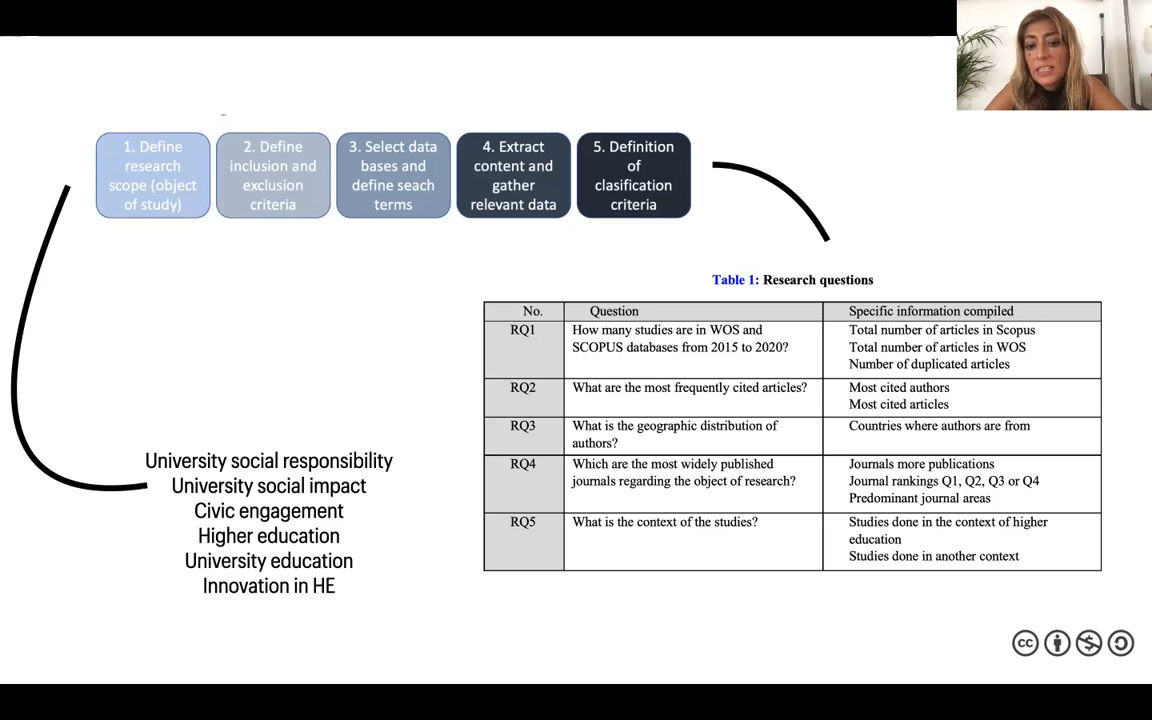 1. Define
research
scope (object
of study)
2. Define
inclusion and
exclusion
criteria
3. Select data
bases and
define seach
terms
4. Extract
content and
gather
relevant data
5. Definition
of
clasification
criteria
Table 1: Research questions
No. Question Specific information compiled
RQ1 How many studies are in WOS and
SCOPUS databases from 2015 to 2020?
Total number of articles in Scopus
Total number of articles in WOS
Number of duplicated articles
RQ2 What are the most frequently cited articles?
Most cited authors
Most cited articles
RQ3 What is the geographic distribution of
authors?
Countries where authors are from
RQ4 Which are the most widely published
journals regarding the object of research?
Journals more publications
Journal rankings Q1, Q2, Q3 or Q4
Predominant journal areas
RQ5 What is the context of the studies?
Studies done in the context of higher
education
Studies done in another context
University social responsibility
University social impact
Civic engagement
Higher education
University education
Innovation in HE
cc